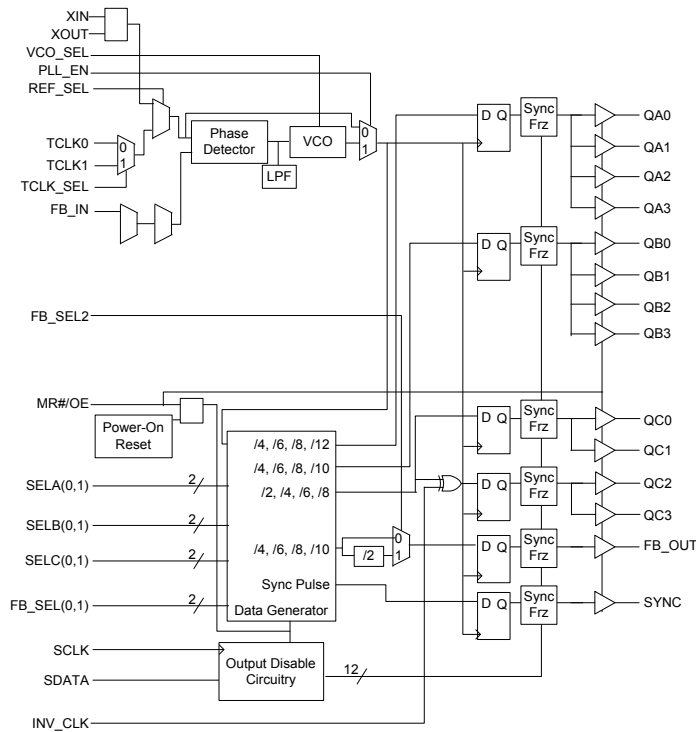 XIN
XOUT
VCO_SEL
PLL_EN
REF_SEL
TCLK0
TCLK1
TCLK_SEL
FB_IN
0
1
Phase
Detector
LPF
VCO
0
1
D Q
Sync
Frz
QA0
QA1
QA2
QA3
D Q
Sync
Frz
QB0
QB1
QB2
QB3
FB_SEL2
MR#/OE
Power-On
Reset
SELA(0,1)
2
SELB(0,1)
2
SELC(0,1)
2
FB_SEL(0,1)
2
/4, /6, /8, /12
/4, /6, /8, /10
/2, /4, /6, /8
/4, /6, /8, /10
/2
0
1
Sync Pulse
Data Generator
D Q
Sync
Frz
QC0
QC1
D Q
Sync
Frz
QC2
QC3
D Q
Sync
Frz
FB_OUT
D Q
Sync
Frz
SYNC
SCLK
SDATA
Output Disable
Circuitry
12
INV_CLK